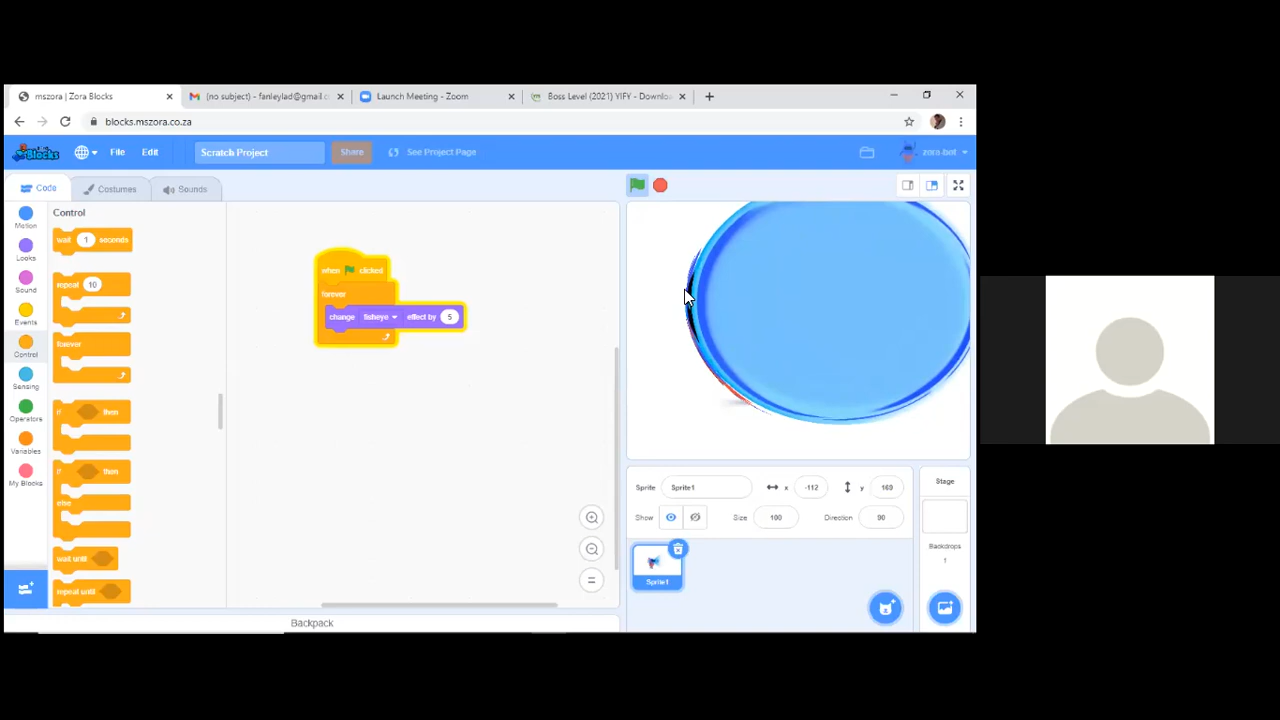 mszora | Zora Blocks
(no subject) - fanleylad@gmail.c
Launch Meeting - Zoom
Boss Level (2021) YIFY - Downloa
blocks.mszora.co.za
Blocks
File
Edit
Scratch Project
Share
See Project Page
zora-bot
Code
Costumes
Sounds
Motion
Looks
Sound
Events
Control
Sensing
Operators
Variables
My Blocks
Control
wait 1 seconds
repeat 10
forever
if then
if then
else
wait until
repeat until
when clicked
forever
change fisheye effect by 5
Sprite Sprite1 x -112 y 169
Show Size 100 Direction 90
Sprite1
Stage
Backdrops
1
Backpack